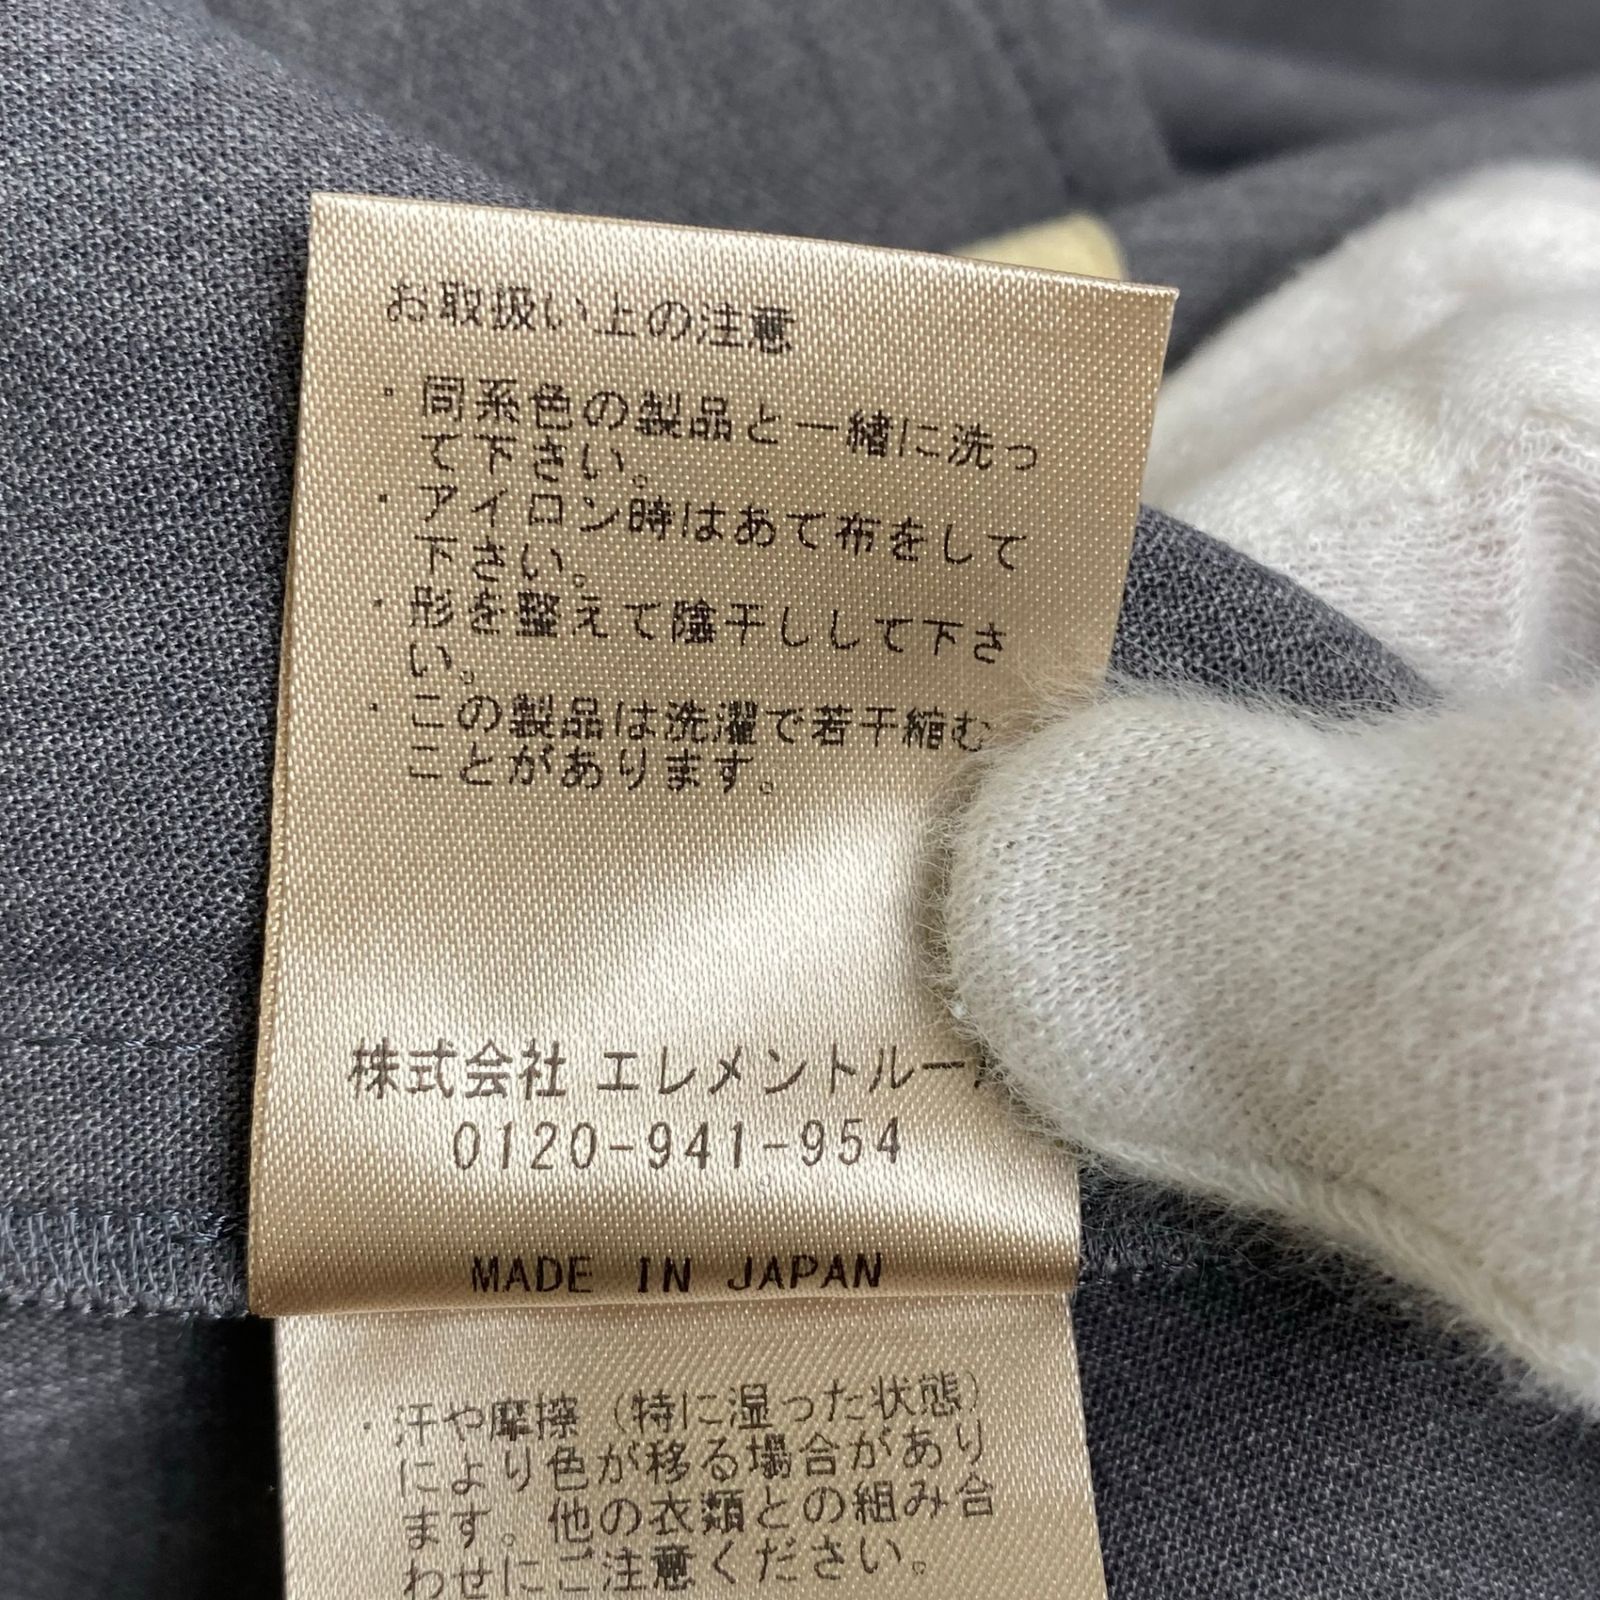 お取扱い上の注意
・同系色の製品と一緒に洗っ
て下さい。
・アイロン時はあて布をして
下さい。
・形を整えて陰干しして下さ
い。
・この製品は洗濯で若干縮む
ことがあります。
株式会社 エレメントルー
0120-941-954
MADE IN JAPAN
・汗や摩擦（特に湿った状態）
により色が移る場合があり
ます。他の衣類との組み合
わせにご注意ください。